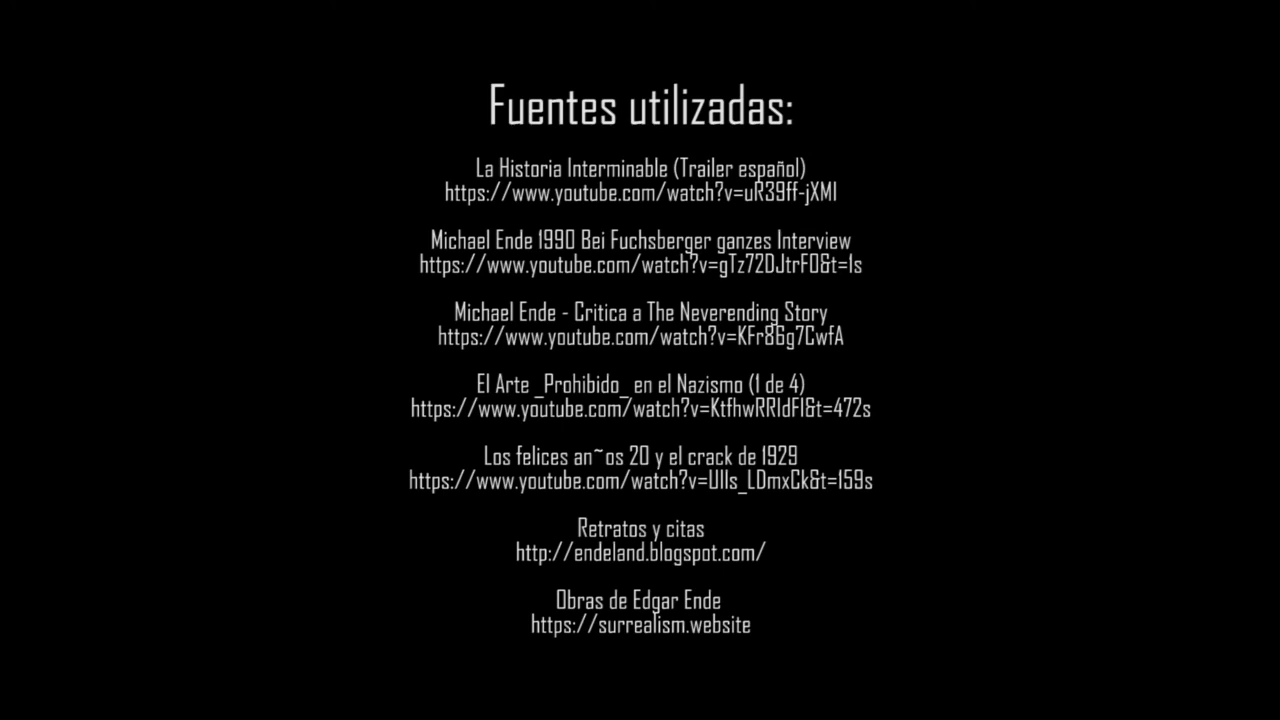 Fuentes utilizadas:
La Historia Interminable (Trailer español)
https://www.youtube.com/watch?v=uR39ff-jXMI
Michael Ende 1990 Bei Fuchsberger ganzes Interview
https://www.youtube.com/watch?v=gTz72DJtrF0&t=1s
Michael Ende - Critica a The Neverending Story
https://www.youtube.com/watch?v=KFr86g7CwfA
El Arte _Prohibido_ en el Nazismo (1 de 4)
https://www.youtube.com/watch?v=KtfhwRRIdFI&t=472s
Los felices an~os 20 y el crack de 1929
https://www.youtube.com/watch?v=UlIs_LDmxCk&t=159s
Retratos y citas
http://endeland.blogspot.com/
Obras de Edgar Ende
https://surrealism.website